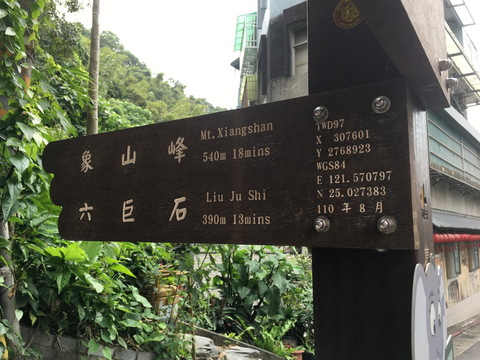 象山峰 Mt. Xiangshan
540m 18mins
六巨石 Liu Ju Shi
390m 13mins
TWD97
X 307601
Y 2768923
WGS84
E 121.570797
N 25.027383
110 年 8 月